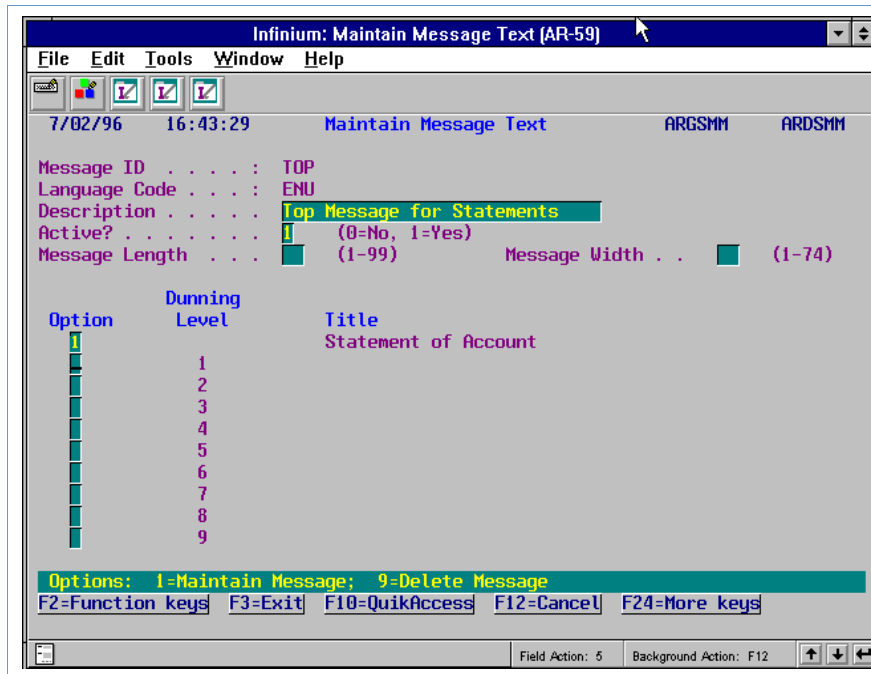 Infinium: Maintain Message Text (AR-59)
File Edit Tools Window Help
7/02/96 16:43:29 Maintain Message Text ARGSMM ARDSMM
Message ID . . . . : TOP
Language Code . . . : ENU
Description . . . . . Top Message for Statements
Active? . . . . . . . 1 (0=No, 1=Yes)
Message Length . . . (1-99) Message Width . . (1-74)
Dunning
Option Level Title
1 Statement of Account
1
2
3
4
5
6
7
8
9
Options: 1=Maintain Message; 9=Delete Message
F2=Function keys F3=Exit F10=QuikAccess F12=Cancel F24=More keys
Field Action: 5 Background Action: F12